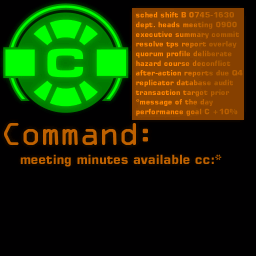 C
sched shift B 0745-1630
dept. heads meeting 0900
executive summary commit
resolve tps report overlay
quorum profile deliberate
hazard course deconflict
after-action reports due 04
replicator database audit
transaction target prior
"message of the day
performance goal C + 10%
Command:
meeting minutes available cc:*